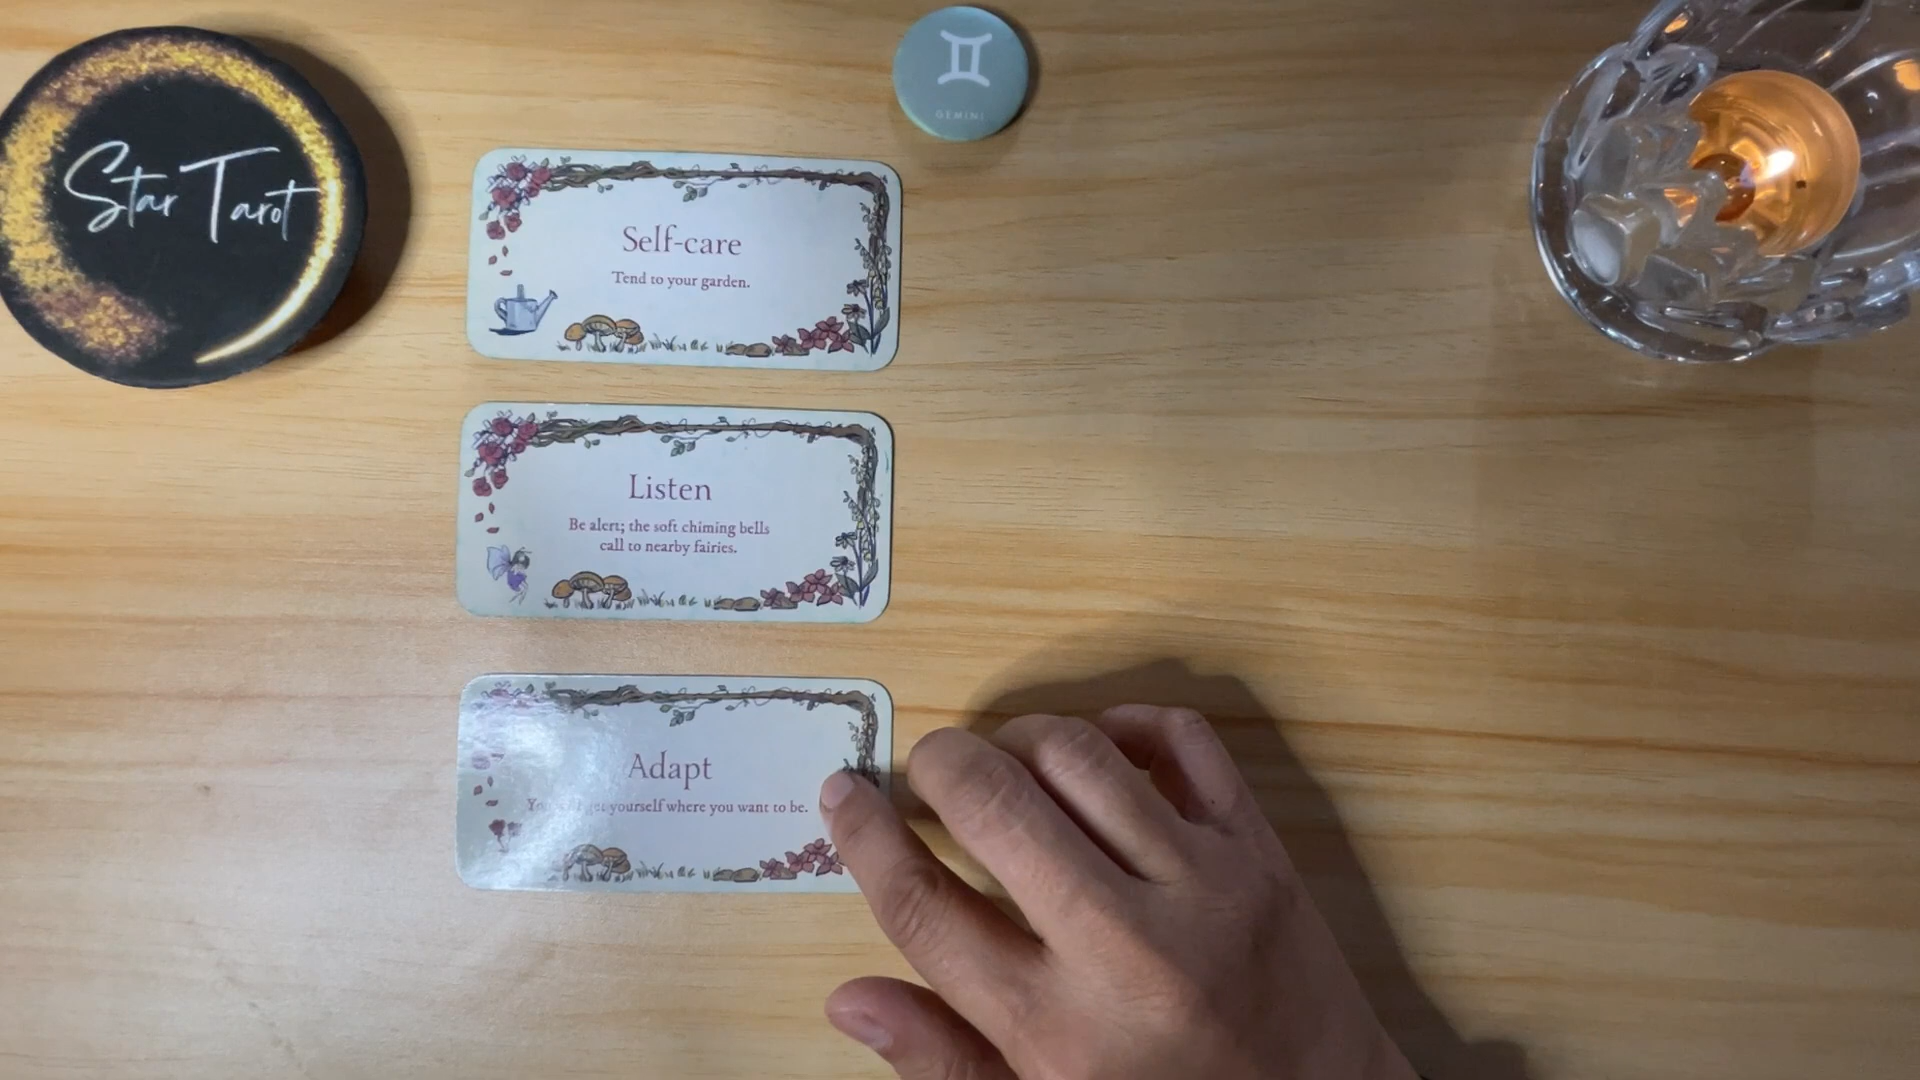 Star Tarot
GEMINI
Self-care
Tend to your garden.
Listen
Be alert; the soft chiming bells
call to nearby fairies.
Adapt
yourself where you want to be.